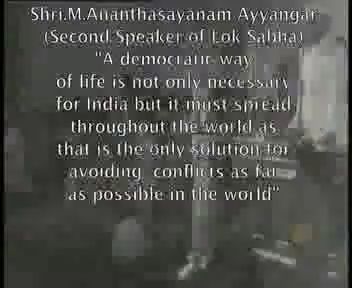 Shri.M.Ananthasayanam Ayyangar
(Second Speaker of Lok Sabha)
"A democratic way
of life is not only necessary
for India but it must spread
throughout the world as
that is the only solution for
avoiding conflicts as far
as possible in the world"